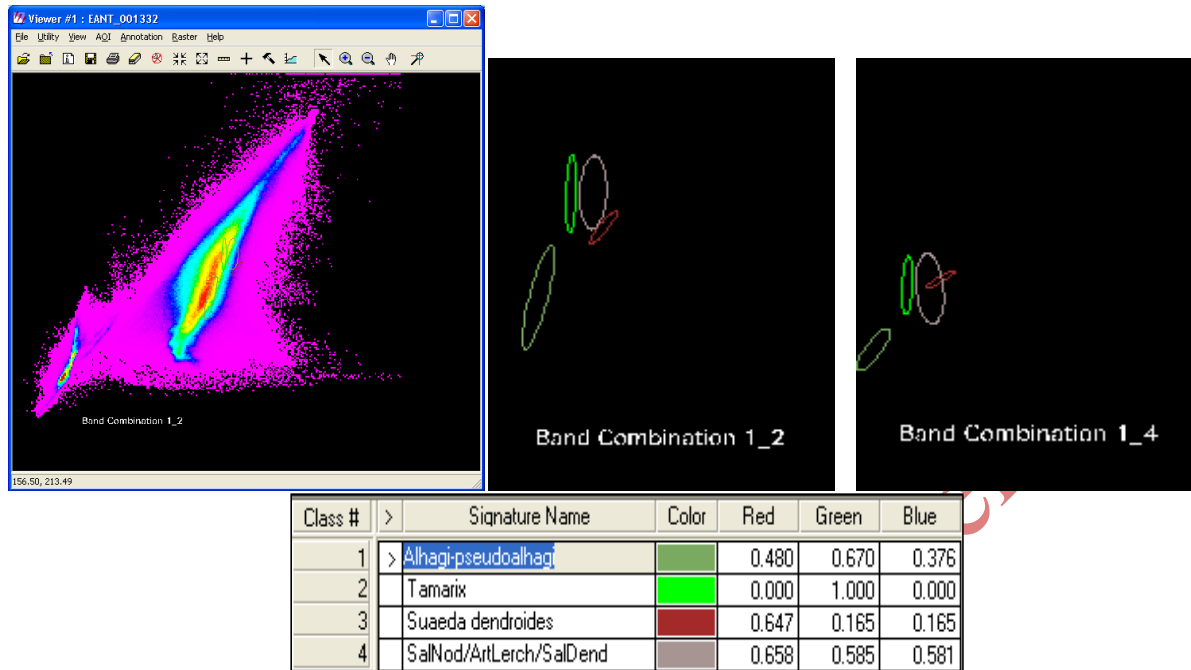 Viewer #1 : EANT_001332
File Utility View AOI Annotation Raster Help
Band Combination 1_2
156.50, 213.49
Band Combination 1_2
Band Combination 1_4
Class # > Signature Name Color Red Green Blue
1 > Alhagi-pseudoalhagi 0.480 0.670 0.376
2 Tamarix 0.000 1.000 0.000
3 Suaeda dendroides 0.647 0.165 0.165
4 SalNod/ArtLerch/SalDend 0.658 0.585 0.581